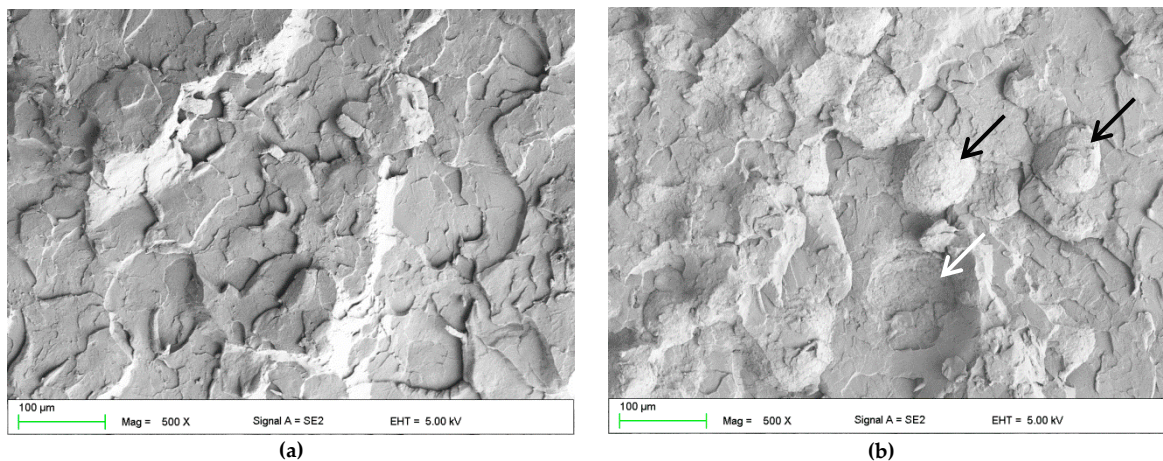 100 µm
Mag = 500 X Signal A = SE2 EHT = 5.00 kV
(a)
100 µm
Mag = 500 X Signal A = SE2 EHT = 5.00 kV
(b)